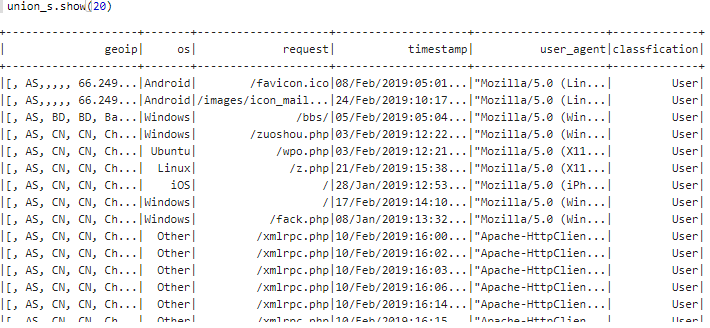 union_s.show(20)
+--------------------+-------+--------------------+--------------------+--------------------+-------------+
| geoip| os| request| timestamp| user_agent|classfication|
+--------------------+-------+--------------------+--------------------+--------------------+-------------+
|[, AS,,,,, 66.249...|Android| /favicon.ico|08/Feb/2019:05:01...|"Mozilla/5.0 (Lin...| User|
|[, AS,,,,, 66.249...|Android|/images/icon_mail...|24/Feb/2019:10:17...|"Mozilla/5.0 (Lin...| User|
|[, AS, BD, BD, Ba...|Windows| /bbs/|05/Feb/2019:05:04...|"Mozilla/5.0 (Win...| User|
|[, AS, CN, CN, Ch...|Windows| /zuoshou.php|03/Feb/2019:12:22...|"Mozilla/5.0 (Win...| User|
|[, AS, CN, CN, Ch...| Ubuntu| /wpo.php|03/Feb/2019:12:21...|"Mozilla/5.0 (X11...| User|
|[, AS, CN, CN, Ch...| Linux| /z.php|21/Feb/2019:15:38...|"Mozilla/5.0 (X11...| User|
|[, AS, CN, CN, Ch...| iOS| /|28/Jan/2019:12:53...|"Mozilla/5.0 (iPh...| User|
|[, AS, CN, CN, Ch...|Windows| /|17/Feb/2019:14:10...|"Mozilla/5.0 (Win...| User|
|[, AS, CN, CN, Ch...|Windows| /fack.php|08/Jan/2019:13:32...|"Mozilla/5.0 (Win...| User|
|[, AS, CN, CN, Ch...| Other| /xmlrpc.php|10/Feb/2019:16:00...|"Apache-HttpClien...| User|
|[, AS, CN, CN, Ch...| Other| /xmlrpc.php|10/Feb/2019:16:02...|"Apache-HttpClien...| User|
|[, AS, CN, CN, Ch...| Other| /xmlrpc.php|10/Feb/2019:16:03...|"Apache-HttpClien...| User|
|[, AS, CN, CN, Ch...| Other| /xmlrpc.php|10/Feb/2019:16:06...|"Apache-HttpClien...| User|
|[, AS, CN, CN, Ch...| Other| /xmlrpc.php|10/Feb/2019:16:14...|"Apache-HttpClien...| User|
|[, AS, CN, CN, Ch...| Other| /xmlrpc.php|10/Feb/2019:16:15...|"Apache-HttpClien...| User|